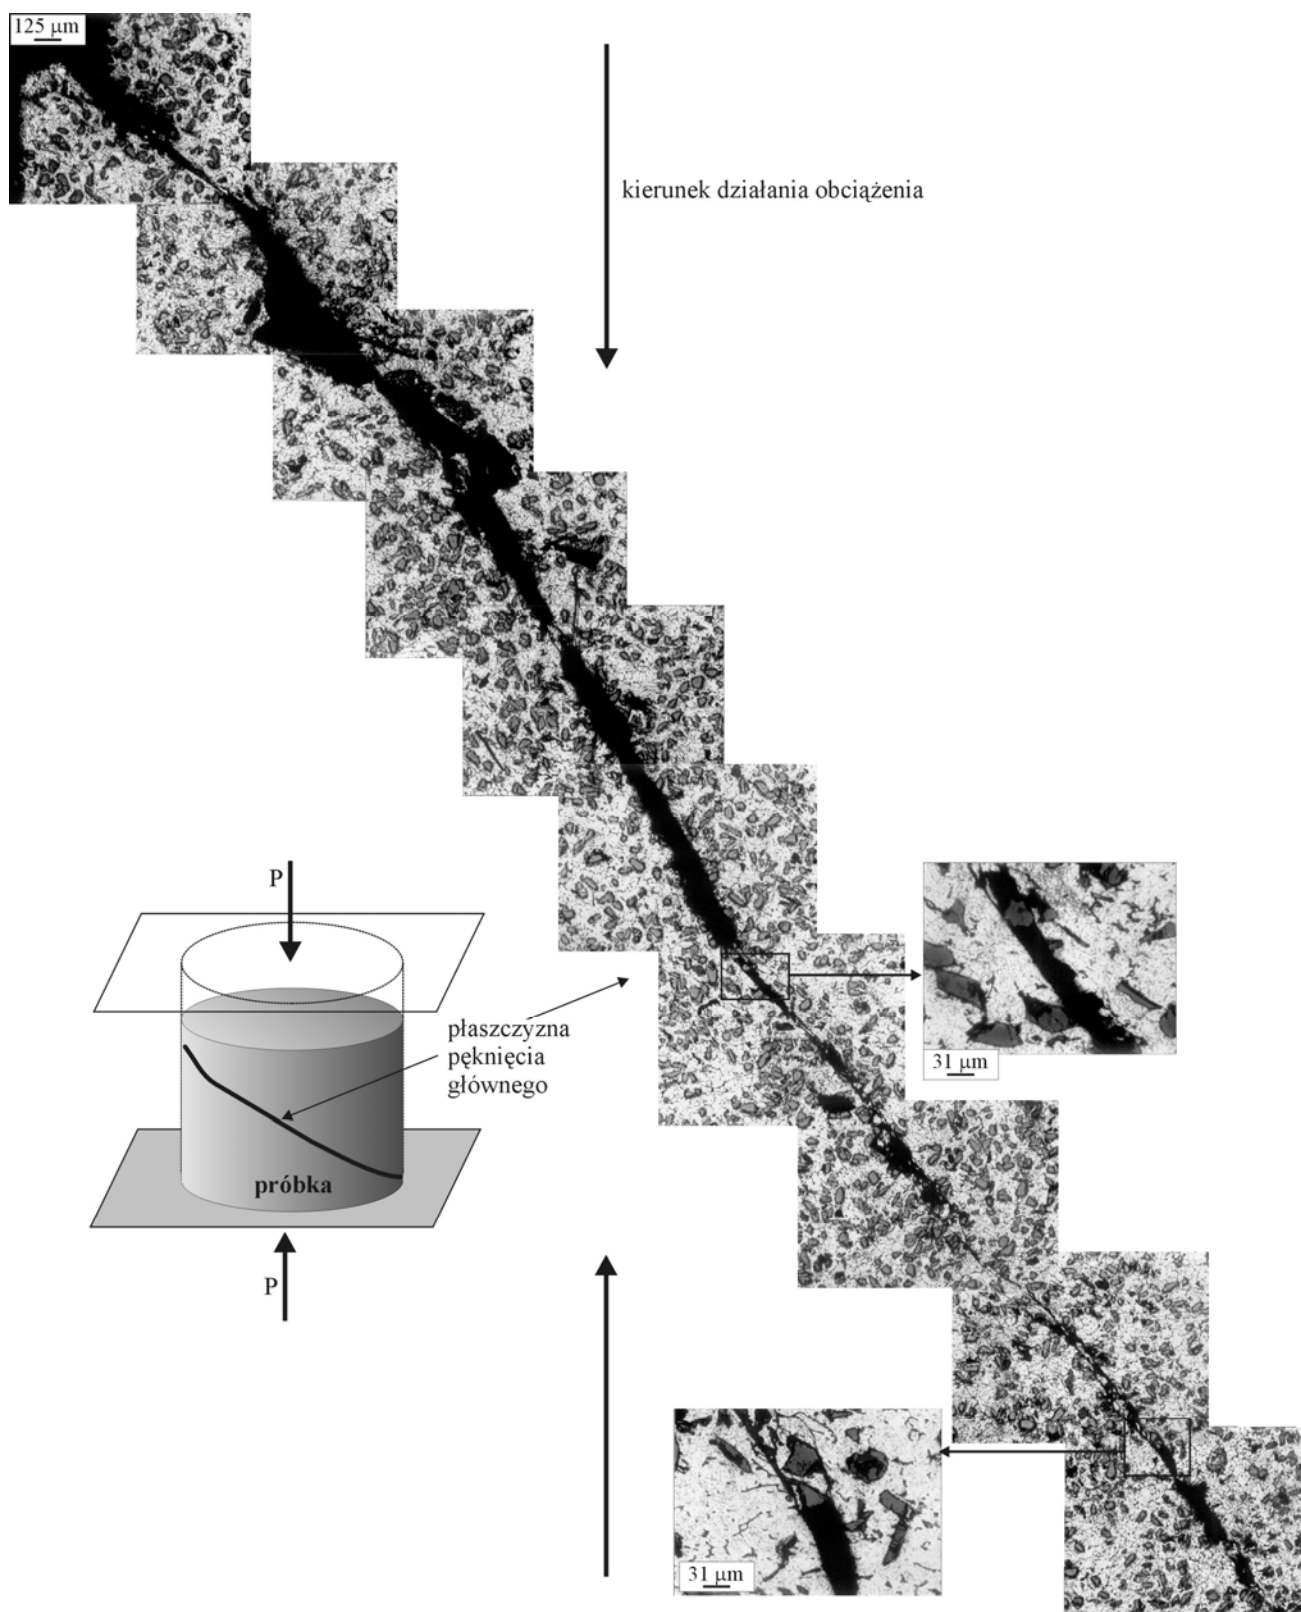 125 μm
kierunek działania obciążenia
P
płaszczyzna
pęknięcia
głównego
próbka
P
31 μm
31 μm